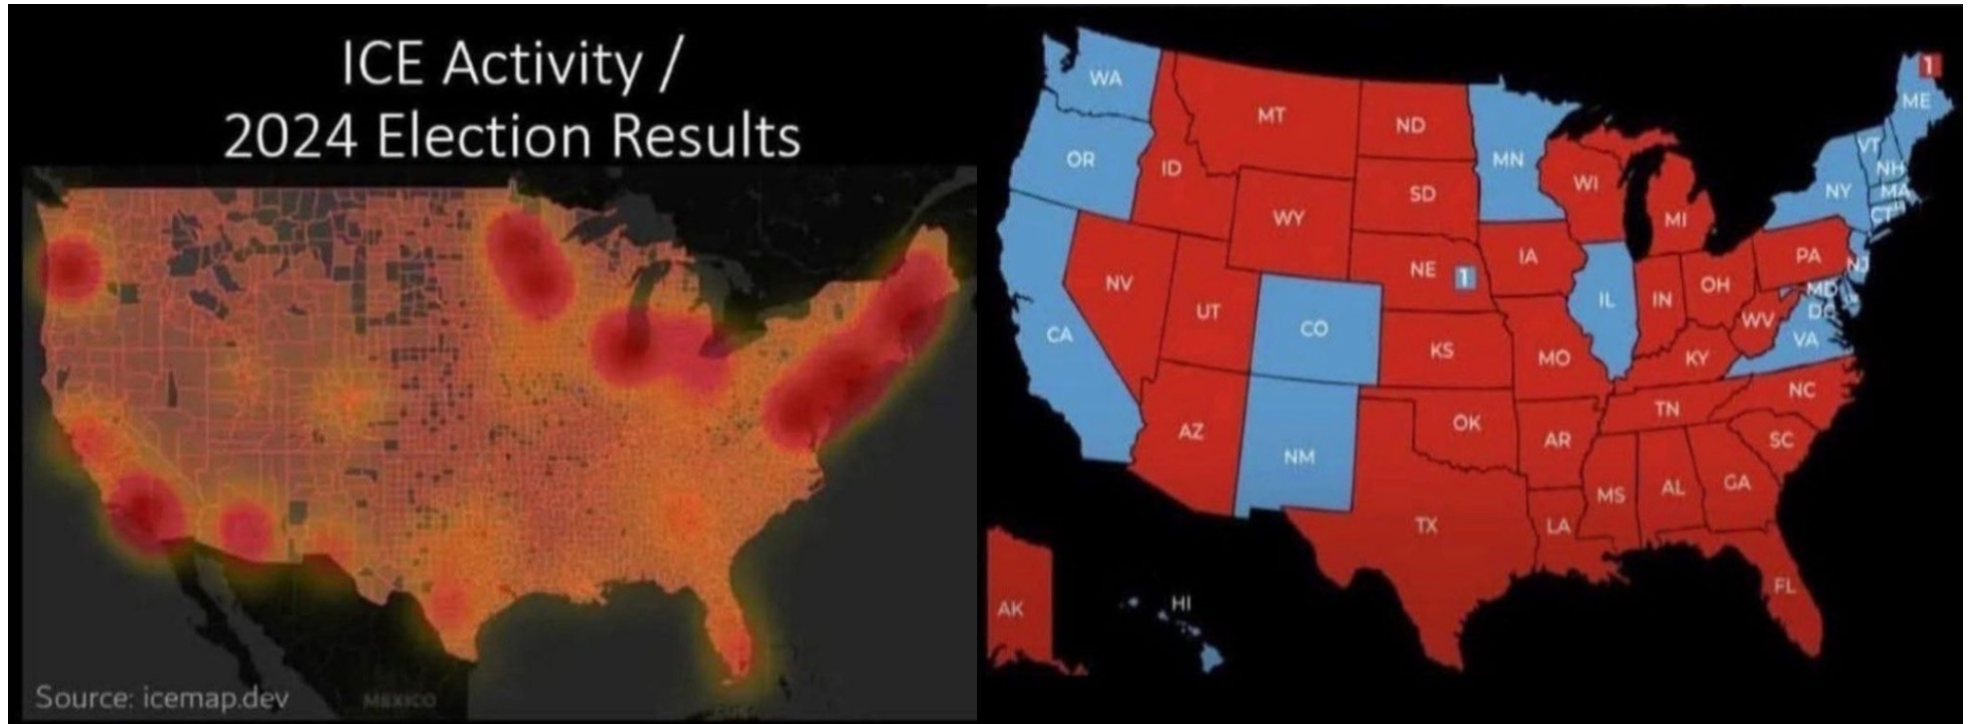 ICE Activity /
2024 Election Results
MEXICO
Source: icemap.dev
WA
OR
CA
ID
NV
MT
WY
UT
AZ
CO
NM
ND
SD
NE
1
KS
OK
TX
MN
IA
MO
AR
LA
WI
IL
MI
IN
OH
KY
TN
MS
AL
GA
FL
SC
NC
VA
WV
PA
NY
VT
NH
MA
CT
NJ
MD
DC
ME
1
AK
HI